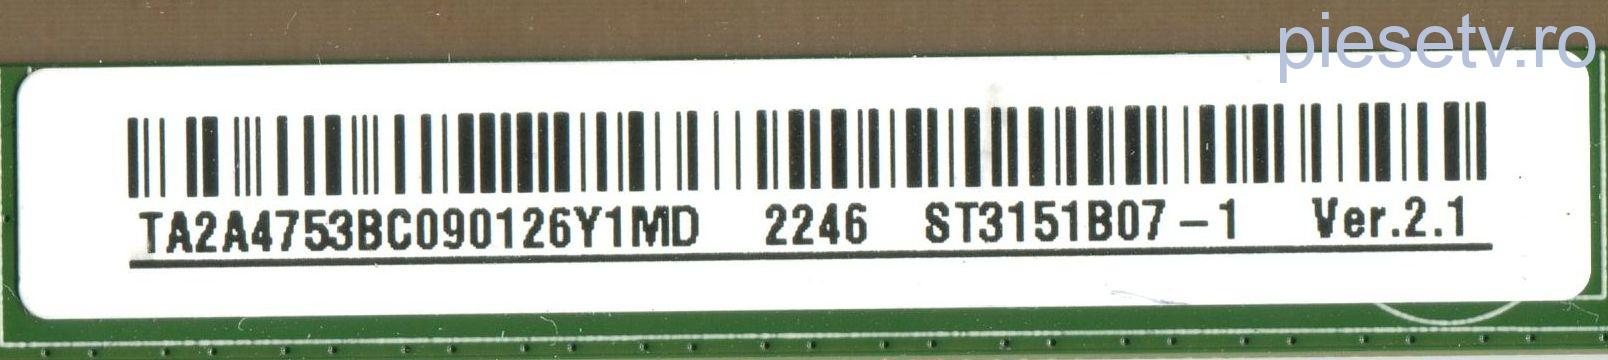 piesetv.ro
TA2A4753BC090126Y1MD 2246 ST3151B07-1 Ver.2.1